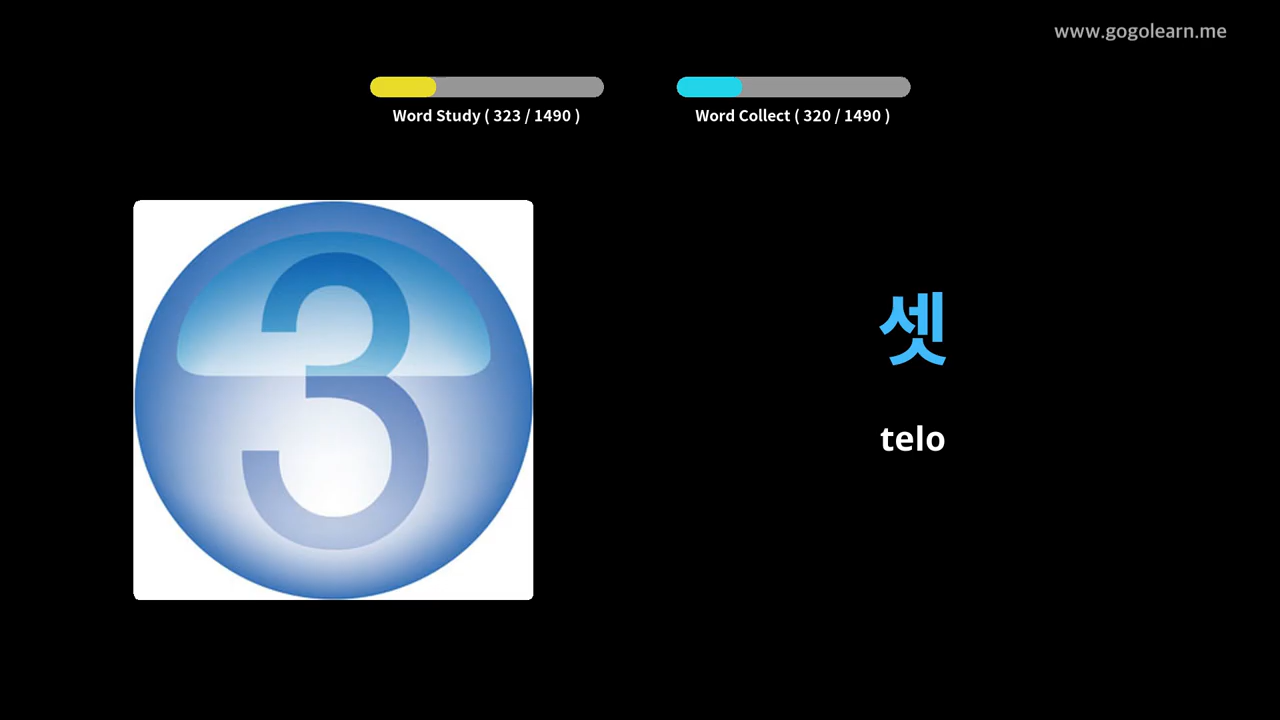 www.gogolearn.me
Word Study ( 323 / 1490 )
Word Collect ( 320 / 1490 )
3
셋
telo